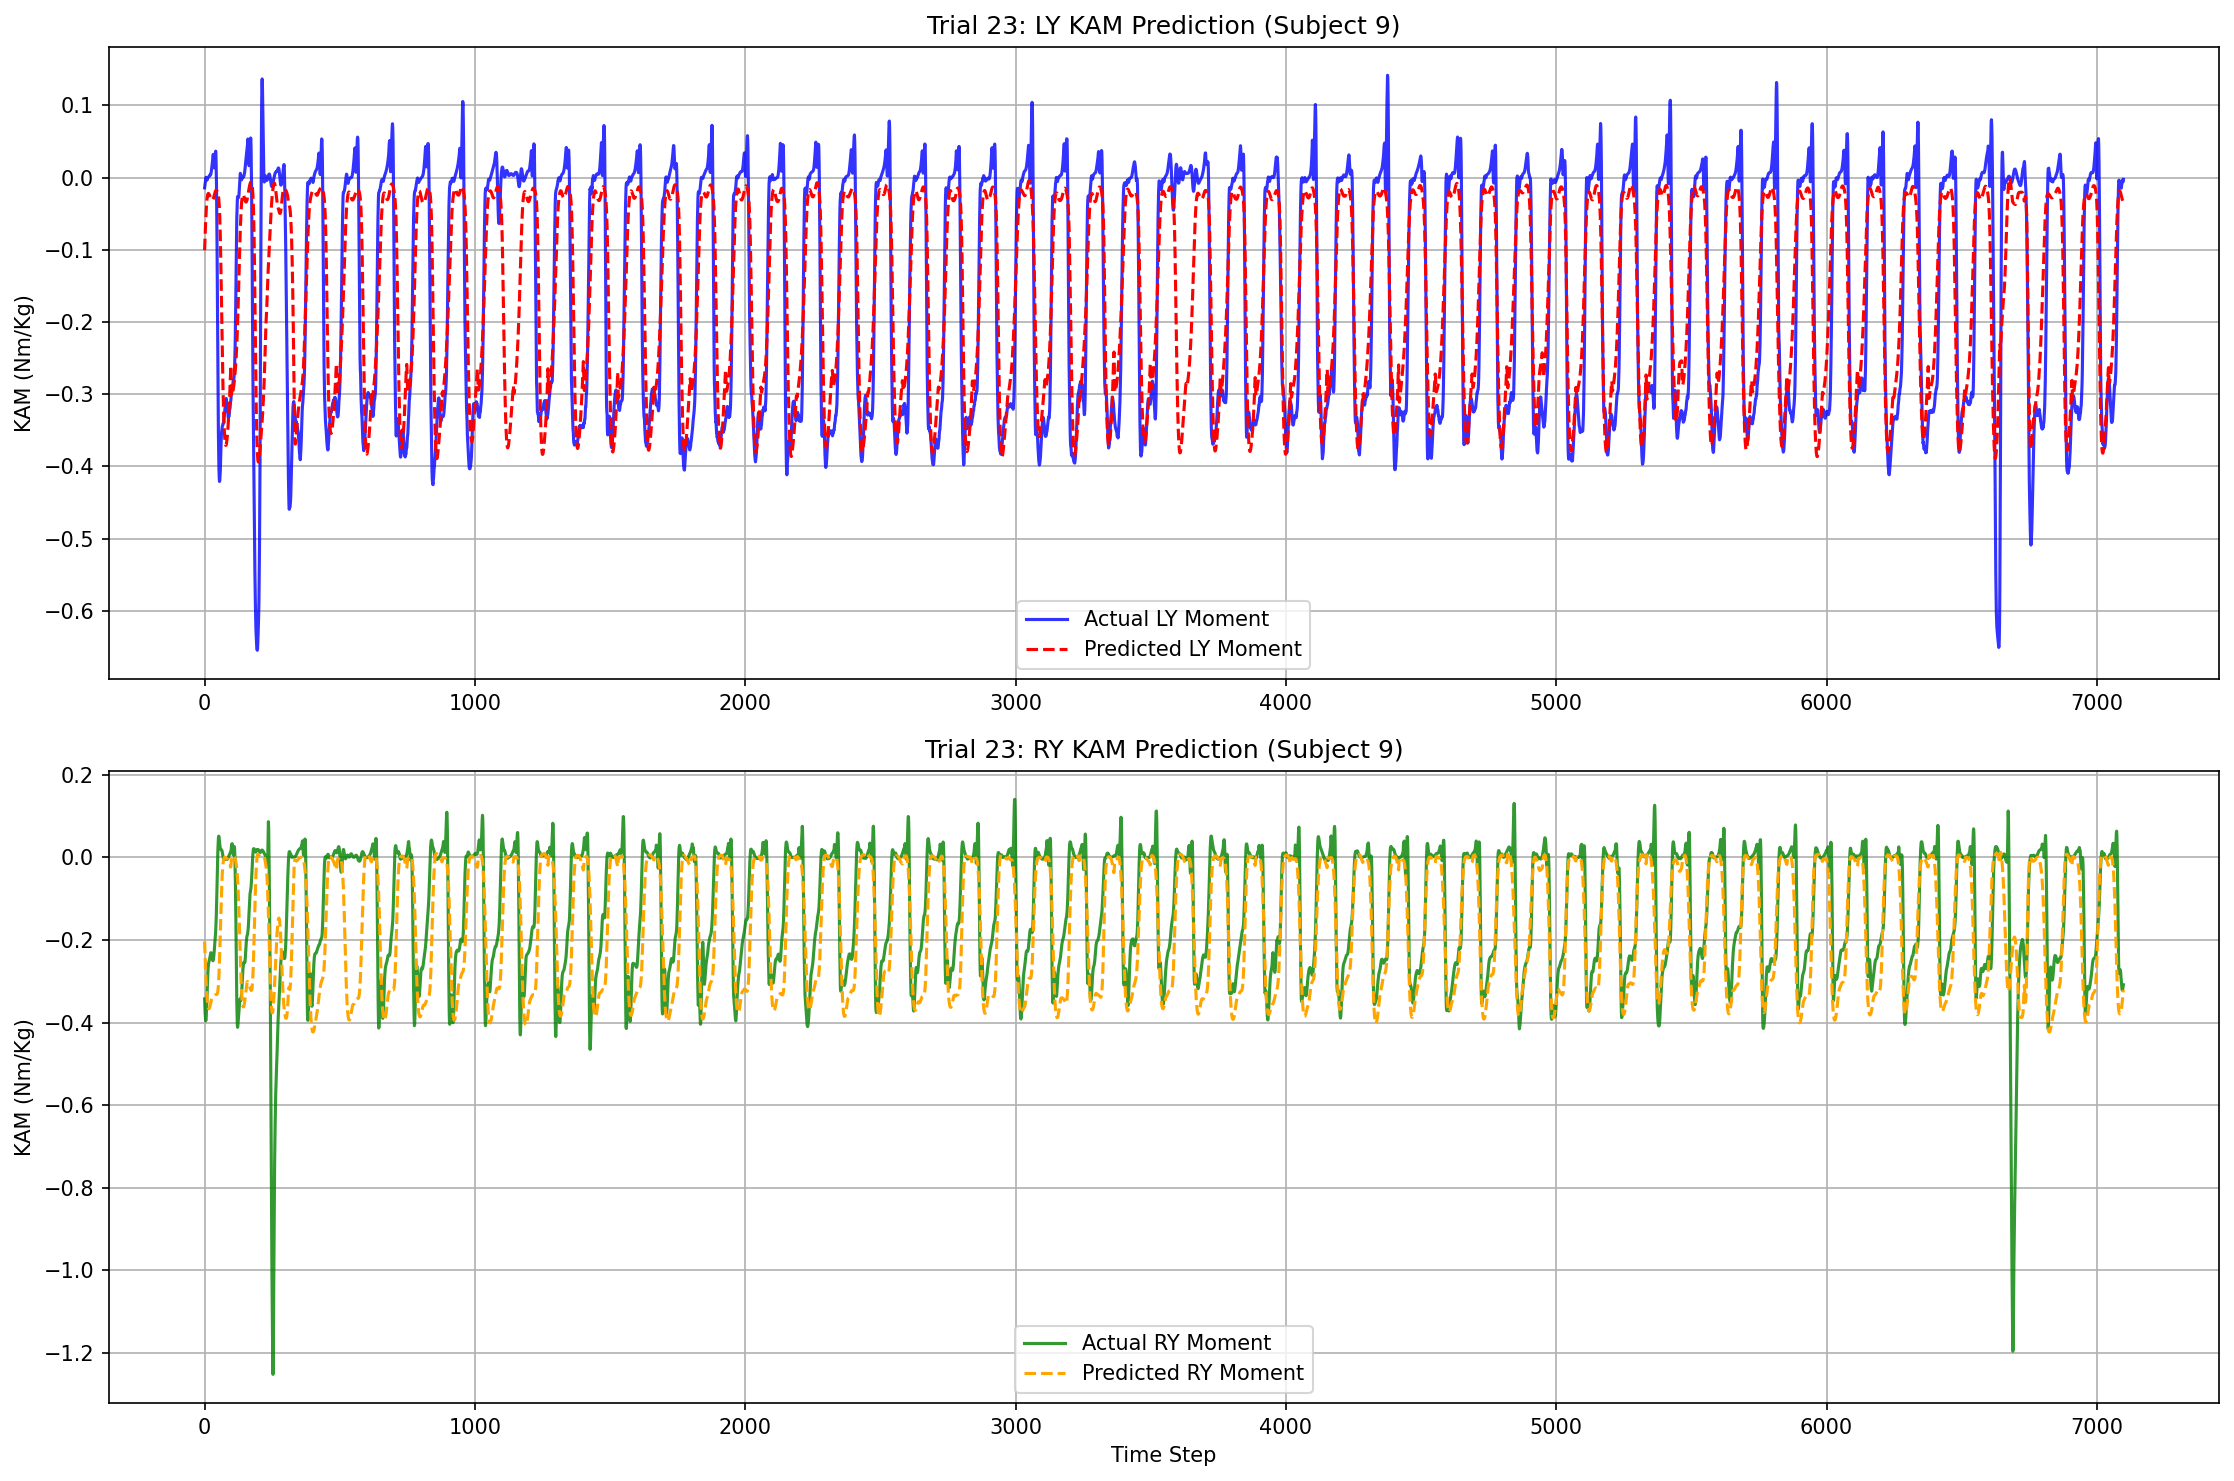 Trial 23: LY KAM Prediction (Subject 9)
KAM (Nm/Kg)
0.1
0.0
−0.1
−0.2
−0.3
−0.4
−0.5
−0.6
Actual LY Moment
Predicted LY Moment
0 1000 2000 3000 4000 5000 6000 7000
Trial 23: RY KAM Prediction (Subject 9)
KAM (Nm/Kg)
0.2
0.0
−0.2
−0.4
−0.6
−0.8
−1.0
−1.2
Actual RY Moment
Predicted RY Moment
0 1000 2000 3000 4000 5000 6000 7000
Time Step